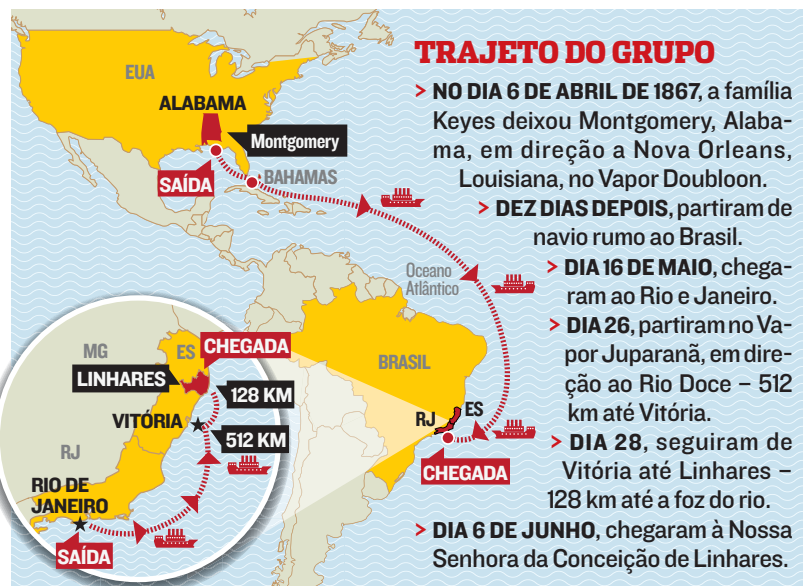 TRAJETO DO GRUPO
> NO DIA 6 DE ABRIL DE 1867, a família
Keyes deixou Montgomery, Alaba-
ma, em direção a Nova Orleans,
Louisiana, no Vapor Doubloon.
> DEZ DIAS DEPOIS, partiram de
navio rumo ao Brasil.
> DIA 16 DE MAIO, chega-
ram ao Rio e Janeiro.
> DIA 26, partiram no Va-
por Juparanã, em dire-
ção ao Rio Doce – 512
km até Vitória.
> DIA 28, seguiram de
Vitória até Linhares –
128 km até a foz do rio.
> DIA 6 DE JUNHO, chegaram à Nossa
Senhora da Conceição de Linhares.
EUA
ALABAMA
Montgomery
SAÍDA
BAHAMAS
Oceano
Atlântico
BRASIL
RJ
ES
CHEGADA
MG
ES
CHEGADA
LINHARES
128 KM
VITÓRIA
512 KM
RJ
RIO DE
JANEIRO
SAÍDA